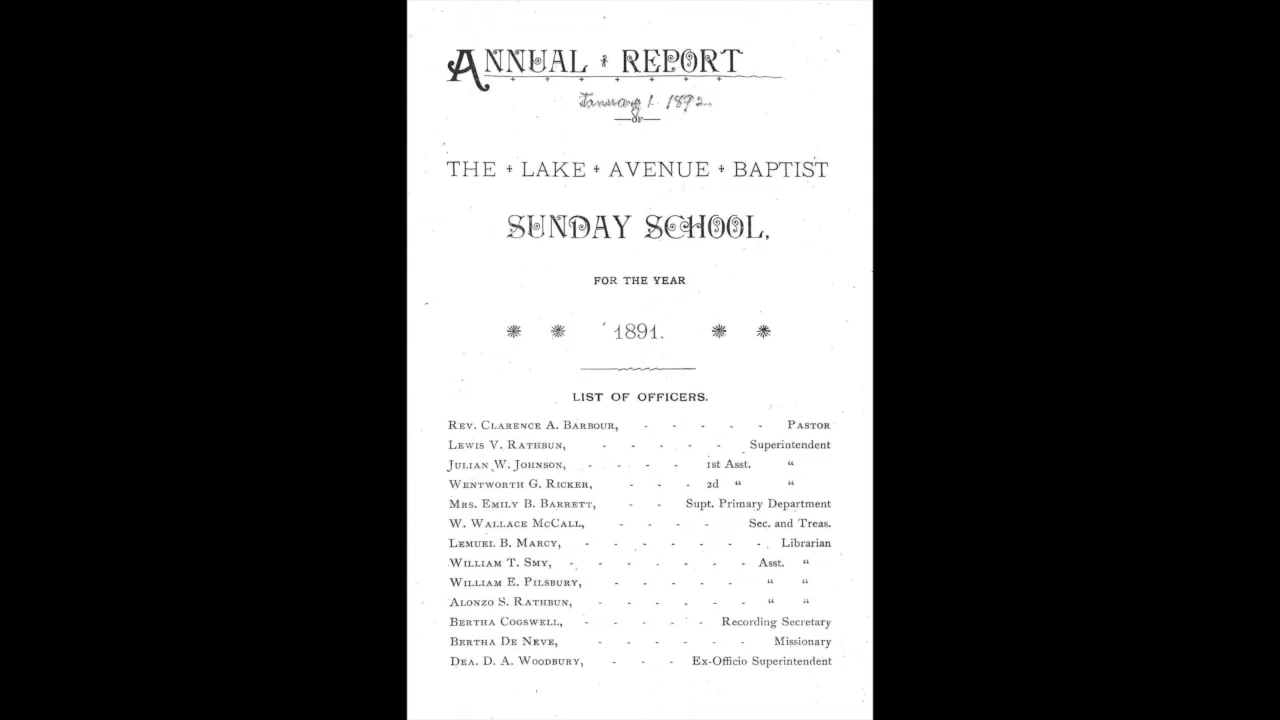 ANNUAL REPORT
January 1. 1892.
OF
THE + LAKE + AVENUE + BAPTIST
SUNDAY SCHOOL,
FOR THE YEAR
1891.
LIST OF OFFICERS.
REV. CLARENCE A. BARBOUR, - - - - - PASTOR
LEWIS V. RATHBUN, - - - - - Superintendent
JULIAN W. JOHNSON, - - - - 1st Asst. “
WENTWORTH G. RICKER, - - - 2d “ “
MRS. EMILY B. BARRETT, - - Supt. Primary Department
W. WALLACE MCCALL, - - - - Sec. and Treas.
LEMUEL B. MARCY, - - - - - - - Librarian
WILLIAM T. SMY, - - - - - - - Asst. “
WILLIAM E. PILSBURY, - - - - - “ “
ALONZO S. RATHBUN, - - - - - - “ “
BERTHA COGSWELL, - - - - - Recording Secretary
BERTHA DE NEVE, - - - - - - Missionary
DEA. D. A. WOODBURY, - - - Ex-Officio Superintendent